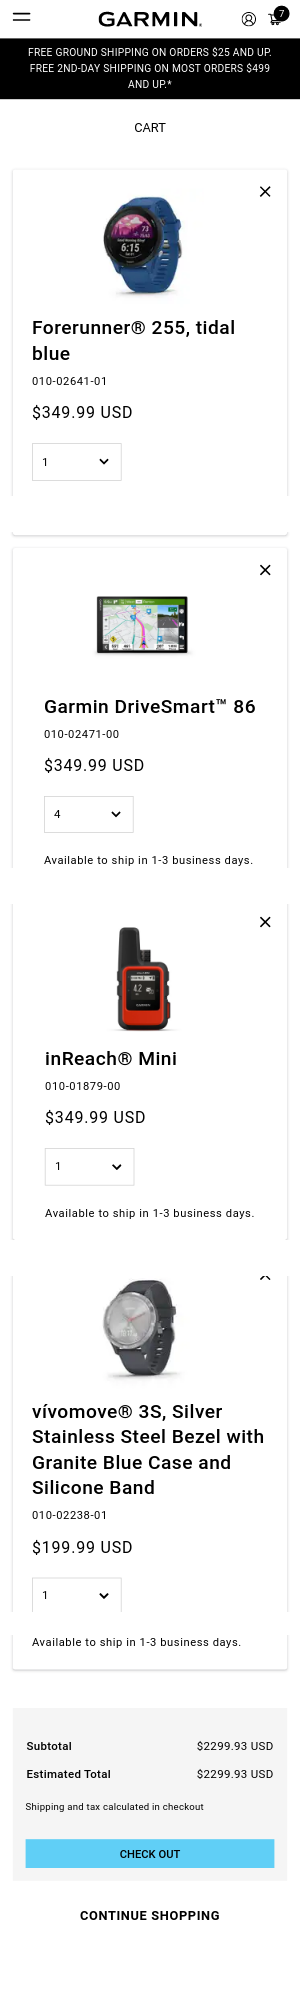 GARMIN.
7
FREE GROUND SHIPPING ON ORDERS $25 AND UP.
FREE 2ND-DAY SHIPPING ON MOST ORDERS $499
AND UP.*
CART
6:15
Forerunner® 255, tidal
blue
010-02641-01
$349.99 USD
1
Garmin DriveSmart™ 86
010-02471-00
$349.99 USD
4
Available to ship in 1-3 business days.
inReach® Mini
010-01879-00
$349.99 USD
1
Available to ship in 1-3 business days.
vívomove® 3S, Silver
Stainless Steel Bezel with
Granite Blue Case and
Silicone Band
010-02238-01
$199.99 USD
1
Available to ship in 1-3 business days.
Subtotal $2299.93 USD
Estimated Total $2299.93 USD
Shipping and tax calculated in checkout
CHECK OUT
CONTINUE SHOPPING